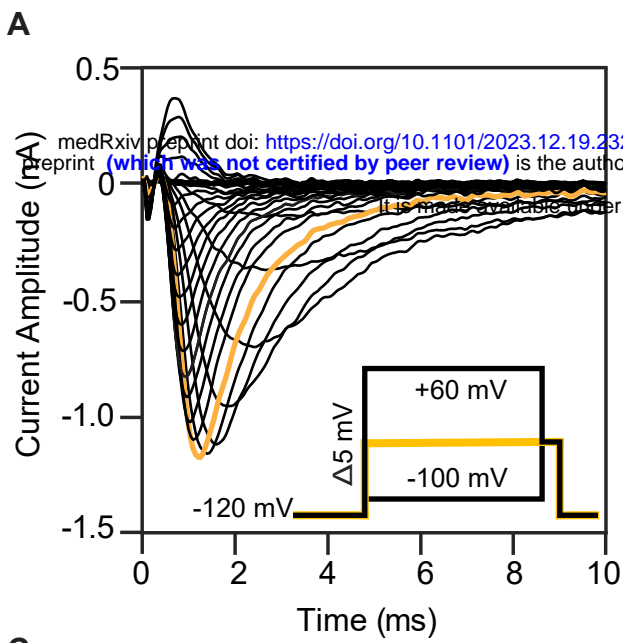 A
0.5
medRxiv preprint doi: https://doi.org/10.1101/2023.12.19.232
preprint (which was not certified by peer review) is the autho
0
It is made available under
Current Amplitude (nA)
-0.5
-1.0
-1.5
+60 mV
Δ5 mV
-100 mV
-120 mV
0 2 4 6 8 10
Time (ms)